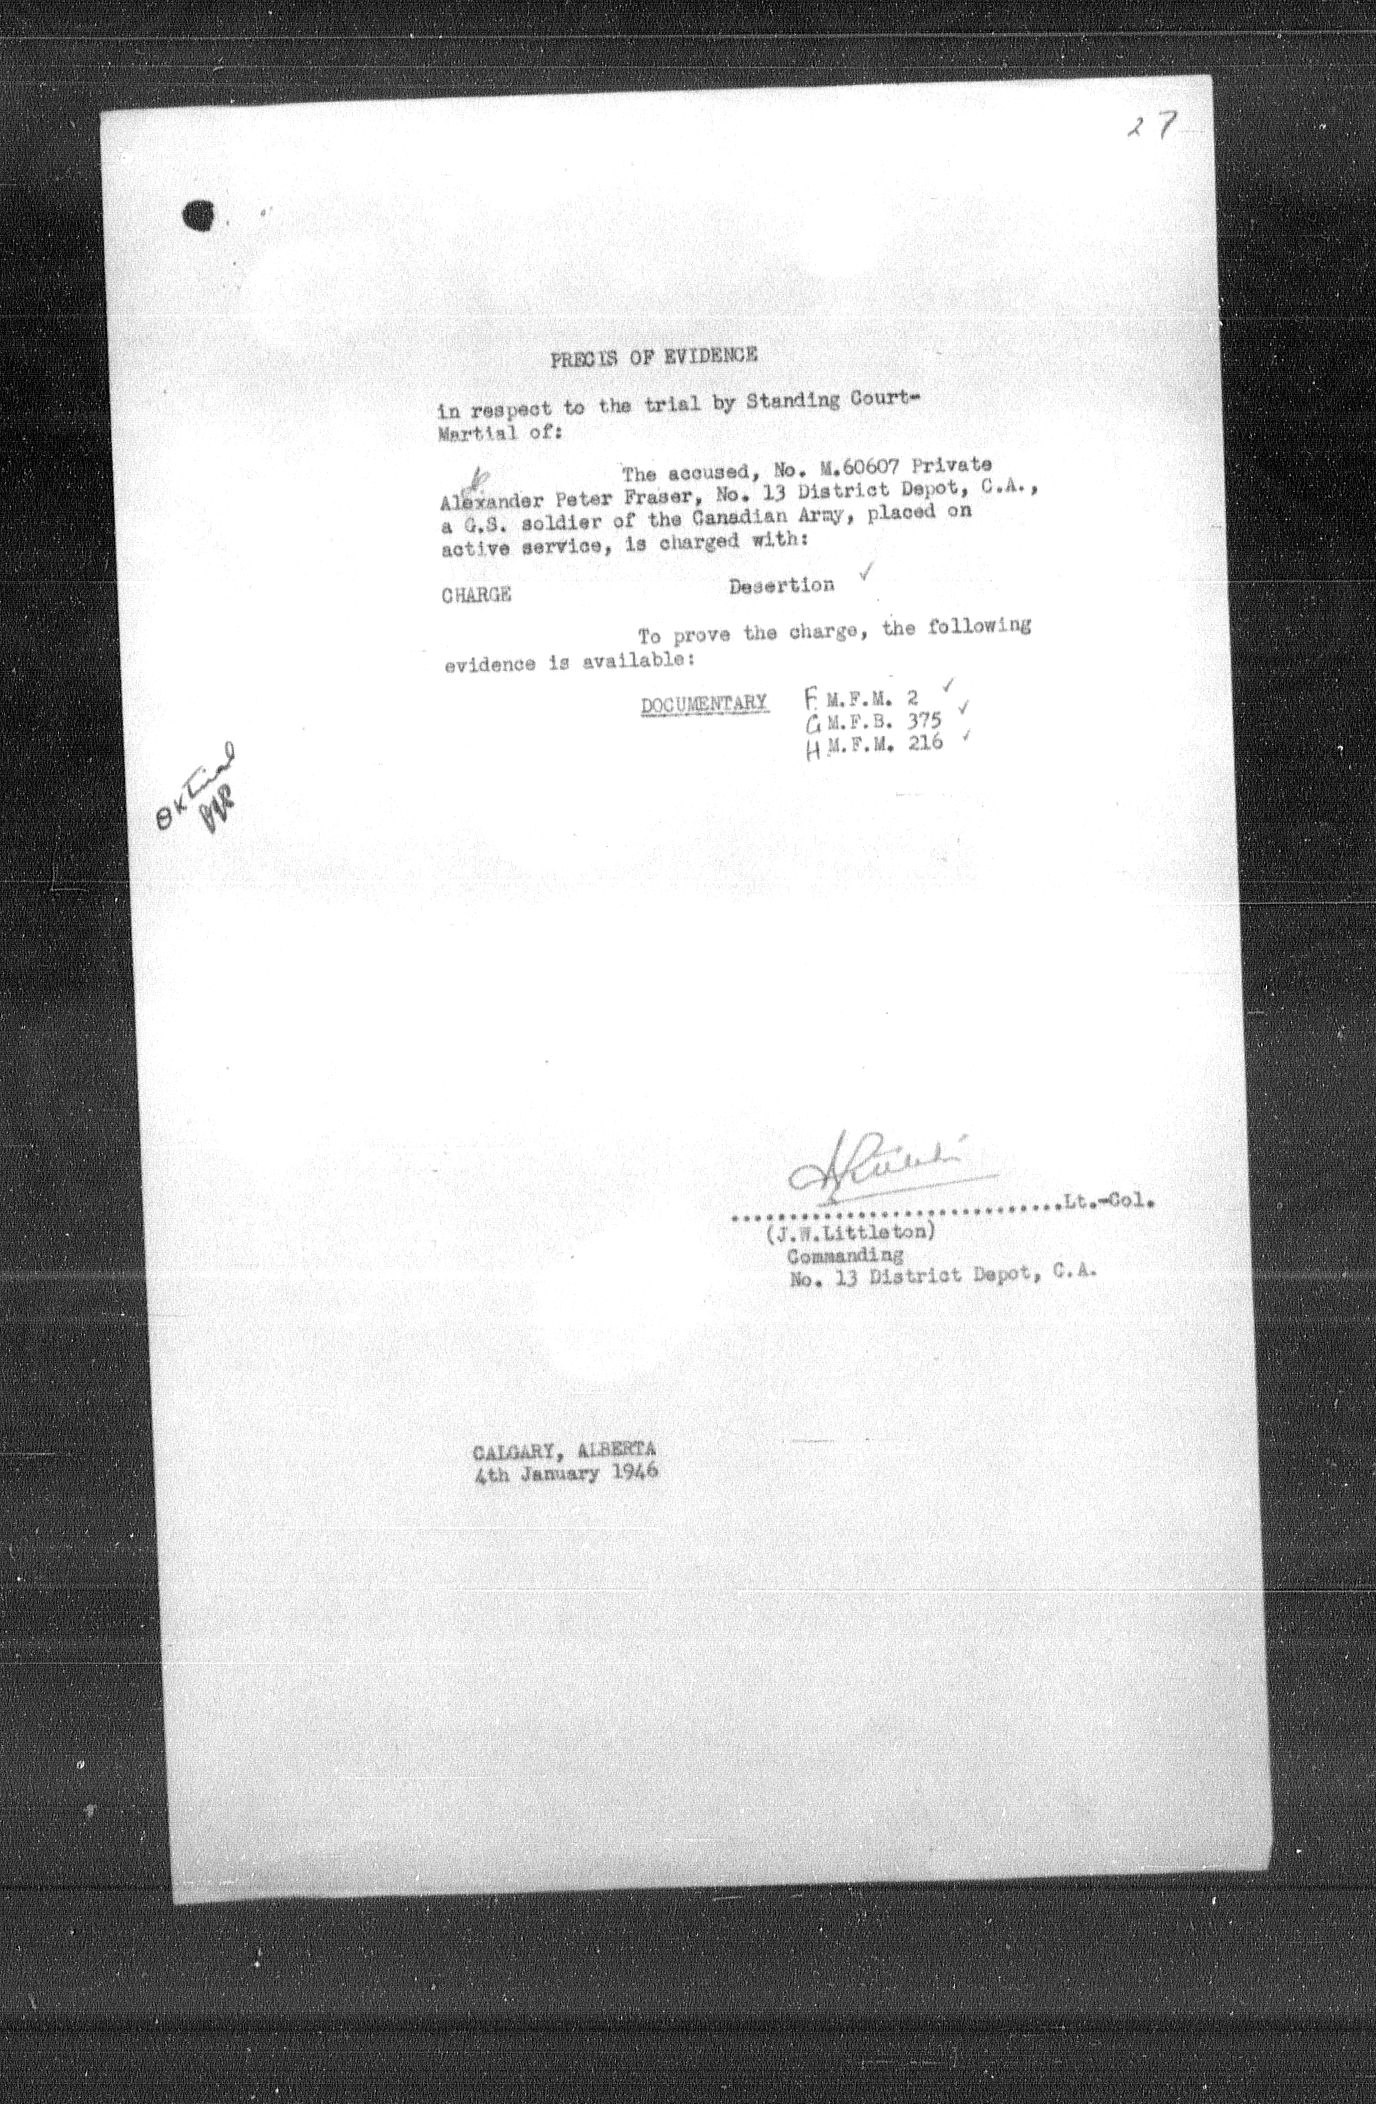 27
PRECIS OF EVIDENCE
in respect to the trial by Standing Court-
Martial of:
The accused, No. M.60607 Private
Alexander Peter Fraser, No. 13 District Depot, C.A.,
a G.S. soldier of the Canadian Army, placed on
active service, is charged with:
CHARGE Desertion ✓
To prove the charge, the following
evidence is available:
DOCUMENTARY F M.F.M. 2 ✓
G M.F.B. 375 ✓
H M.F.M. 216 ✓
OK trial
..............................Lt.-Col.
(J.W.Littleton)
Commanding
No. 13 District Depot, C.A.
CALGARY, ALBERTA
4th January 1946